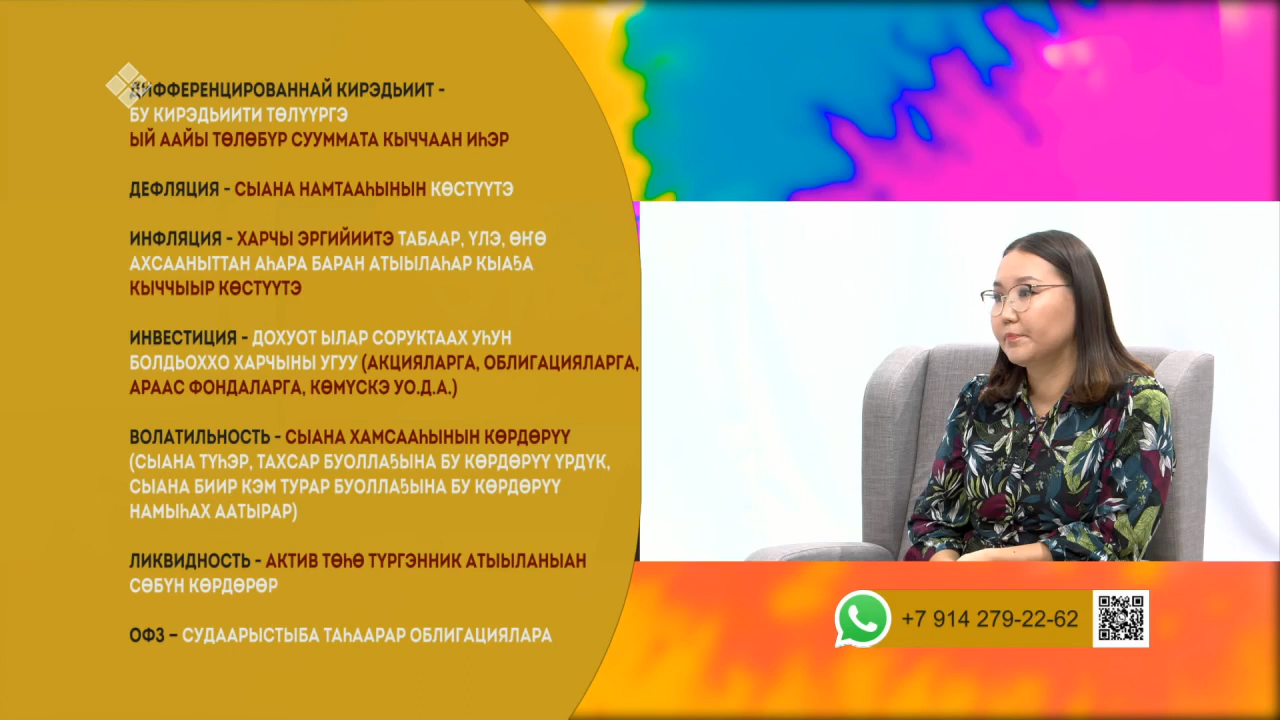 ДИФФЕРЕНЦИРОВАННАЙ КИРЭДЬИИТ -
БУ КИРЭДЬИИТИ ТӨЛҮҮРГЭ
ЫЙ ААЙЫ ТӨЛӨБҮР СУУММАТА КЫЧЧААН ИҺЭР
ДЕФЛЯЦИЯ - СЫАНА НАМТААҺЫНЫН КӨСТҮҮТЭ
ИНФЛЯЦИЯ - ХАРЧЫ ЭРГИЙИИТЭ ТАБААР, ҮЛЭ, ӨҤӨ
АХСААНЫТТАН АҺАРА БАРАН АТЫЫЛАҺАР КЫАҔА
КЫЧЧЫЫР КӨСТҮҮТЭ
ИНВЕСТИЦИЯ - ДОХУОТ ЫЛАР СОРУКТААХ УҺУН
БОЛДЬОХХО ХАРЧЫНЫ УГУУ (АКЦИЯЛАРГА, ОБЛИГАЦИЯЛАРГА,
АРААС ФОНДАЛАРГА, КӨМҮСКЭ УО.Д.А.)
ВОЛАТИЛЬНОСТЬ - СЫАНА ХАМСААҺЫНЫН КӨРДӨРҮҮ
(СЫАНА ТҮҺЭР, ТАХСАР БУОЛЛАҔЫНА БУ КӨРДӨРҮҮ ҮРДҮК,
СЫАНА БИИР КЭМ ТУРАР БУОЛЛАҔЫНА БУ КӨРДӨРҮҮ
НАМЫҺАХ ААТЫРАР)
ЛИКВИДНОСТЬ - АКТИВ ТӨҺӨ ТҮРГЭННИК АТЫЫЛАНЫАН
СӨБҮН КӨРДӨРӨР
ОФЗ – СУДААРЫСТЫБА ТАҺААРАР ОБЛИГАЦИЯЛАРА
+7 914 279-22-62